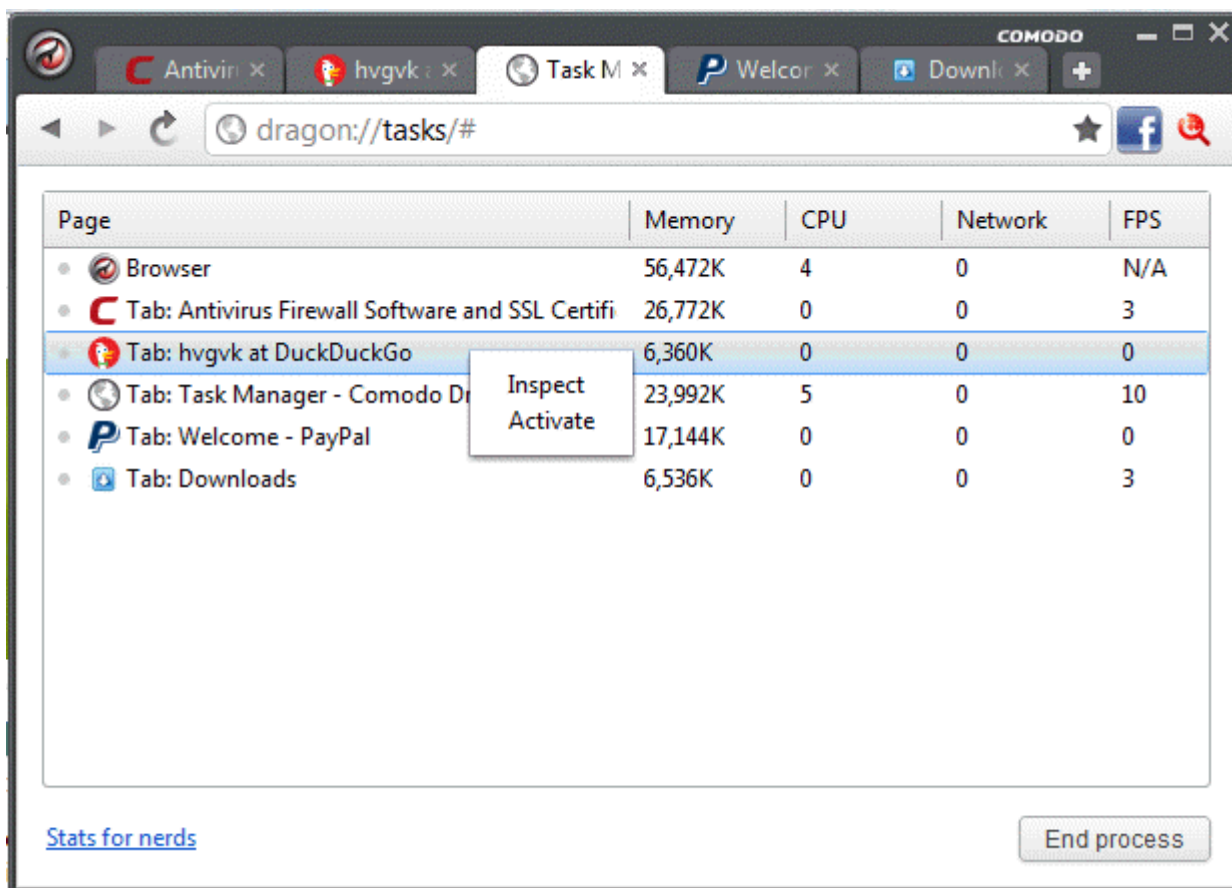 COMODO
Antivir hvgvk a Task M Welcor Downl
dragon://tasks/#
Page Memory CPU Network FPS
Browser 56,472K 4 0 N/A
Tab: Antivirus Firewall Software and SSL Certifi 26,772K 0 0 3
Tab: hvgvk at DuckDuckGo 6,360K 0 0 0
Inspect
Tab: Task Manager - Comodo Dr 23,992K 5 0 10
Activate
Tab: Welcome - PayPal 17,144K 0 0 0
Tab: Downloads 6,536K 0 0 3
Stats for nerds End process